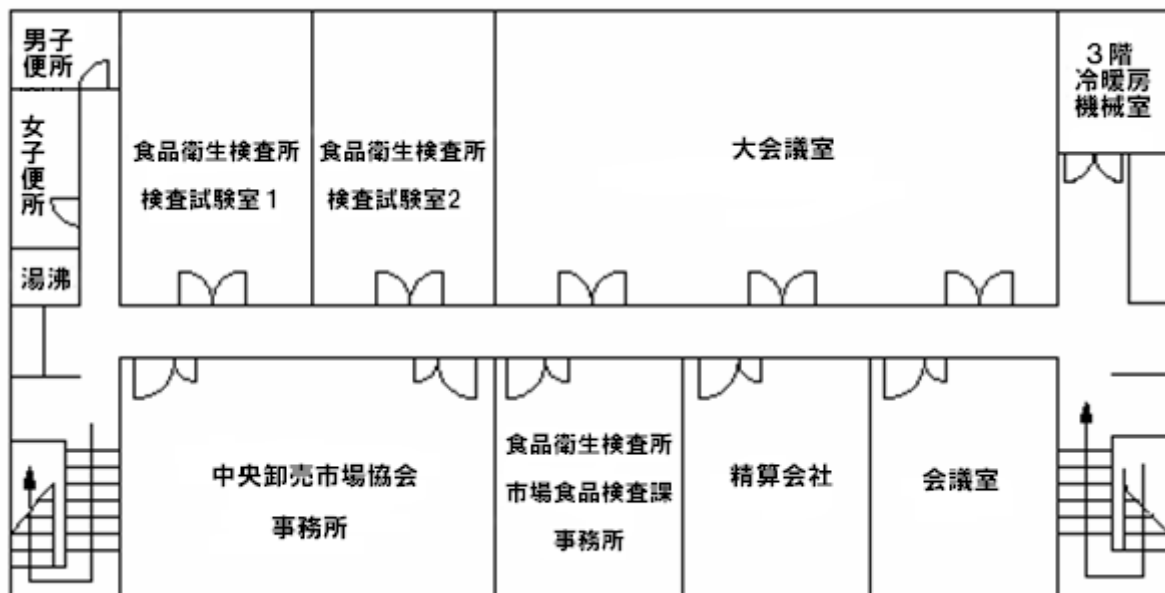 男子
便所
女子便所
湯沸
食品衛生検査所
検査試験室1
食品衛生検査所
検査試験室2
大会議室
3階
冷暖房
機械室
中央卸売市場協会
事務所
食品衛生検査所
市場食品検査課
事務所
精算会社
会議室